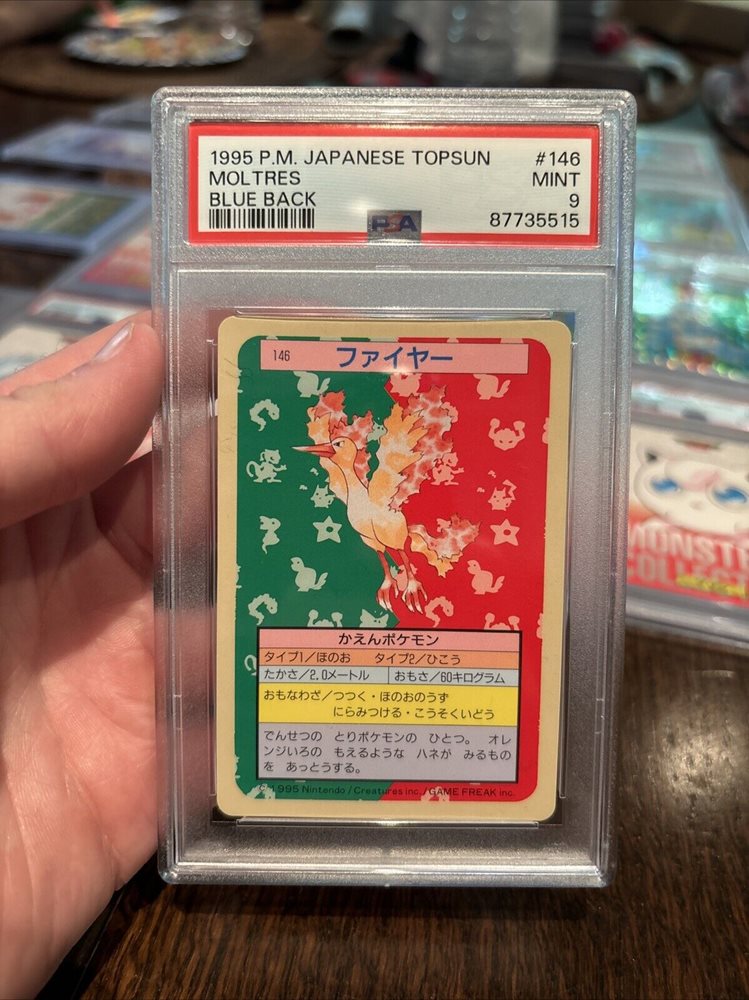 1995 P.M. JAPANESE TOPSUN #146
MOLTRES MINT
BLUE BACK 9
PSA 87735515
146 ファイヤー
かえんポケモン
タイプ1/ほのお タイプ2/ひこう
たかさ/2.0メートル おもさ/60キログラム
おもなわざ/つつく・ほのおのうず
にらみつける・こうそくいどう
でんせつの とりポケモンの ひとつ。 オレ
ンジいろの もえるような ハネが みるもの
を あっとうする。
© 1995 Nintendo/Creatures inc./GAME FREAK inc.